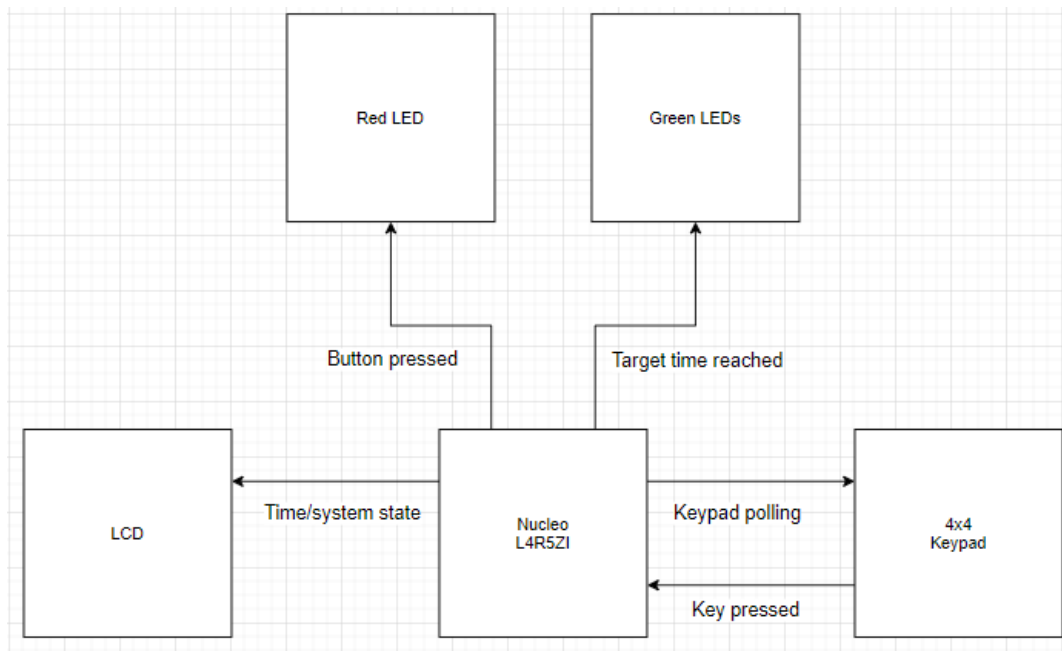 Red LED
Green LEDs
Button pressed
Target time reached
LCD
Time/system state
Nucleo
L4R5ZI
Keypad polling
Key pressed
4x4
Keypad